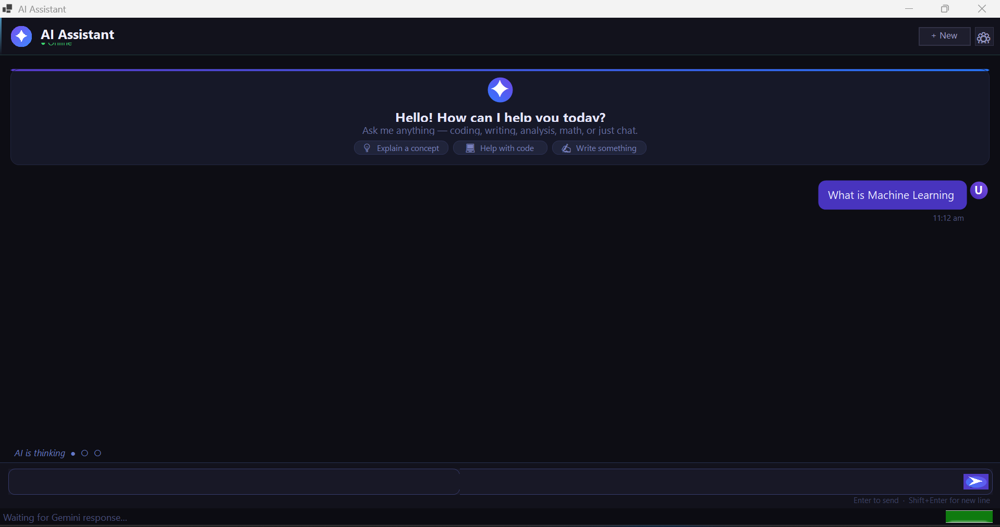 AI Assistant
AI Assistant
● Online
+ New
Hello! How can I help you today?
Ask me anything — coding, writing, analysis, math, or just chat.
Explain a concept
Help with code
Write something
What is Machine Learning
U
11:12 am
AI is thinking ● ○ ○
Enter to send · Shift+Enter for new line
Waiting for Gemini response...